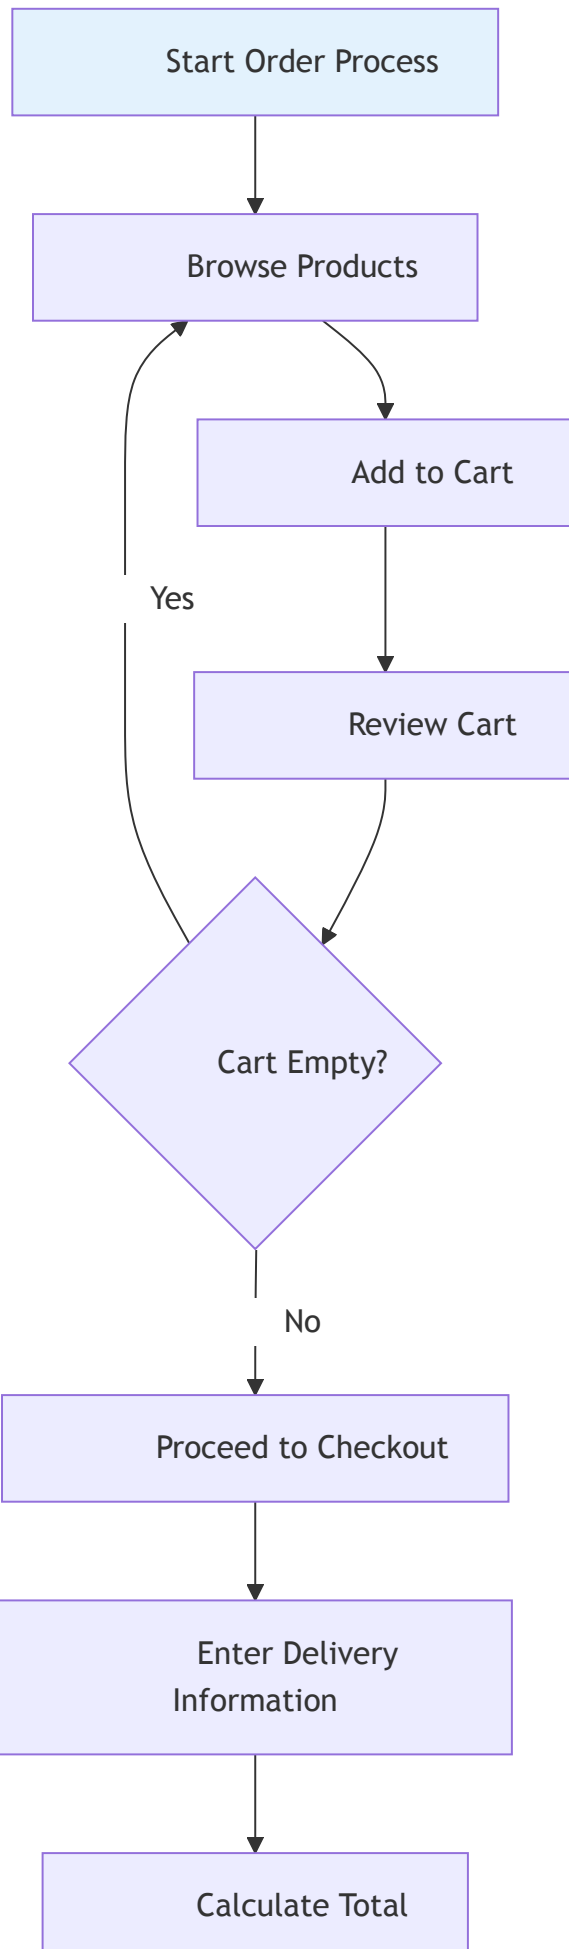 Start Order Process
Browse Products
Add to Cart
Yes
Review Cart
Cart Empty?
No
Proceed to Checkout
Enter Delivery
Information
Calculate Total